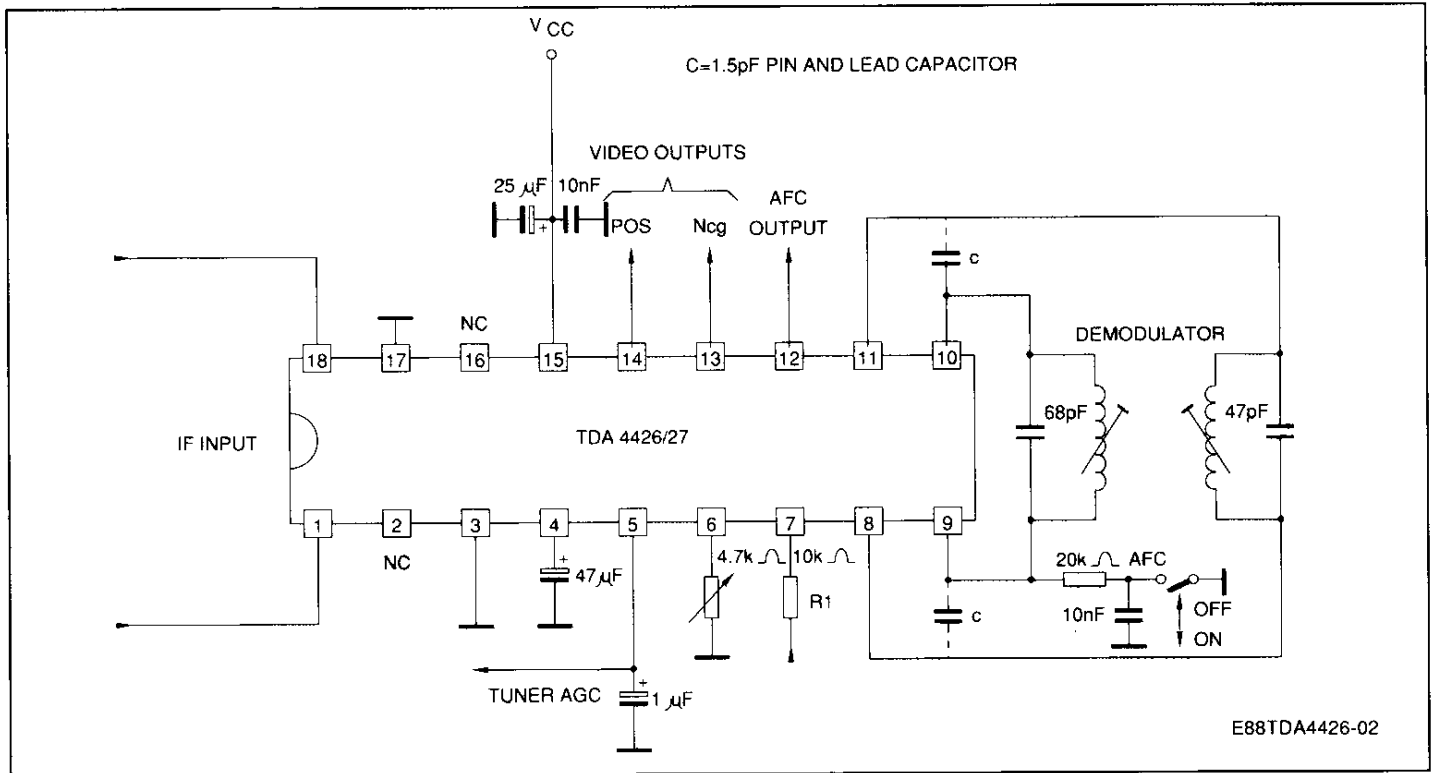 V CC
C=1.5pF PIN AND LEAD CAPACITOR
VIDEO OUTPUTS
25 µF
10nF
POS
Ncg
AFC
OUTPUT
c
NC
18
17
16
15
14
13
12
11
10
DEMODULATOR
68pF
47pF
IF INPUT
TDA 4426/27
1
2
3
4
5
6
7
8
9
NC
+
47 µF
4.7k
10k
R1
20k
AFC
10nF
OFF
ON
c
TUNER AGC
+
1 µF
E88TDA4426-02